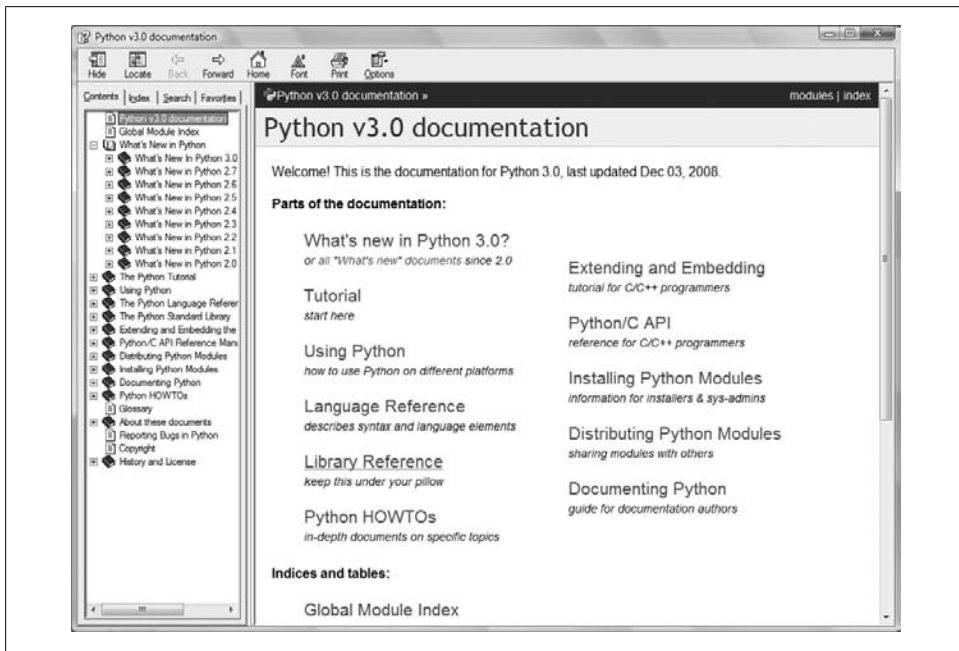 Python v3.0 documentation
Hide Locate Back Forward Home Font Print Options
Contents Index Search Favorites
Python v3.0 documentation
Global Module Index
What's New in Python
What's New In Python 3.0
What's New in Python 2.7
What's New in Python 2.6
What's New in Python 2.5
What's New in Python 2.4
What's New in Python 2.3
What's New in Python 2.2
What's New in Python 2.1
What's New in Python 2.0
The Python Tutorial
Using Python
The Python Language Referer
The Python Standard Library
Extending and Embedding the
Python/C API Reference Manu
Distributing Python Modules
Installing Python Modules
Documenting Python
Python HOWTOs
Glossary
About these documents
Reporting Bugs in Python
Copyright
History and License
Python v3.0 documentation » modules | index
Python v3.0 documentation
Welcome! This is the documentation for Python 3.0, last updated Dec 03, 2008.
Parts of the documentation:
What's new in Python 3.0?
or all "What's new" documents since 2.0
Tutorial
start here
Using Python
how to use Python on different platforms
Language Reference
describes syntax and language elements
Library Reference
keep this under your pillow
Python HOWTOs
in-depth documents on specific topics
Extending and Embedding
tutorial for C/C++ programmers
Python/C API
reference for C/C++ programmers
Installing Python Modules
information for installers & sys-admins
Distributing Python Modules
sharing modules with others
Documenting Python
guide for documentation authors
Indices and tables:
Global Module Index